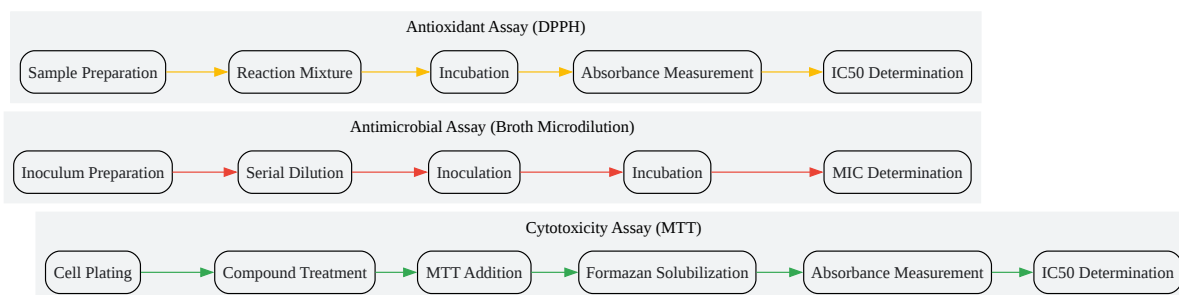 Antioxidant Assay (DPPH)
Sample Preparation
Reaction Mixture
Incubation
Absorbance Measurement
IC50 Determination
Antimicrobial Assay (Broth Microdilution)
Inoculum Preparation
Serial Dilution
Inoculation
Incubation
MIC Determination
Cytotoxicity Assay (MTT)
Cell Plating
Compound Treatment
MTT Addition
Formazan Solubilization
Absorbance Measurement
IC50 Determination